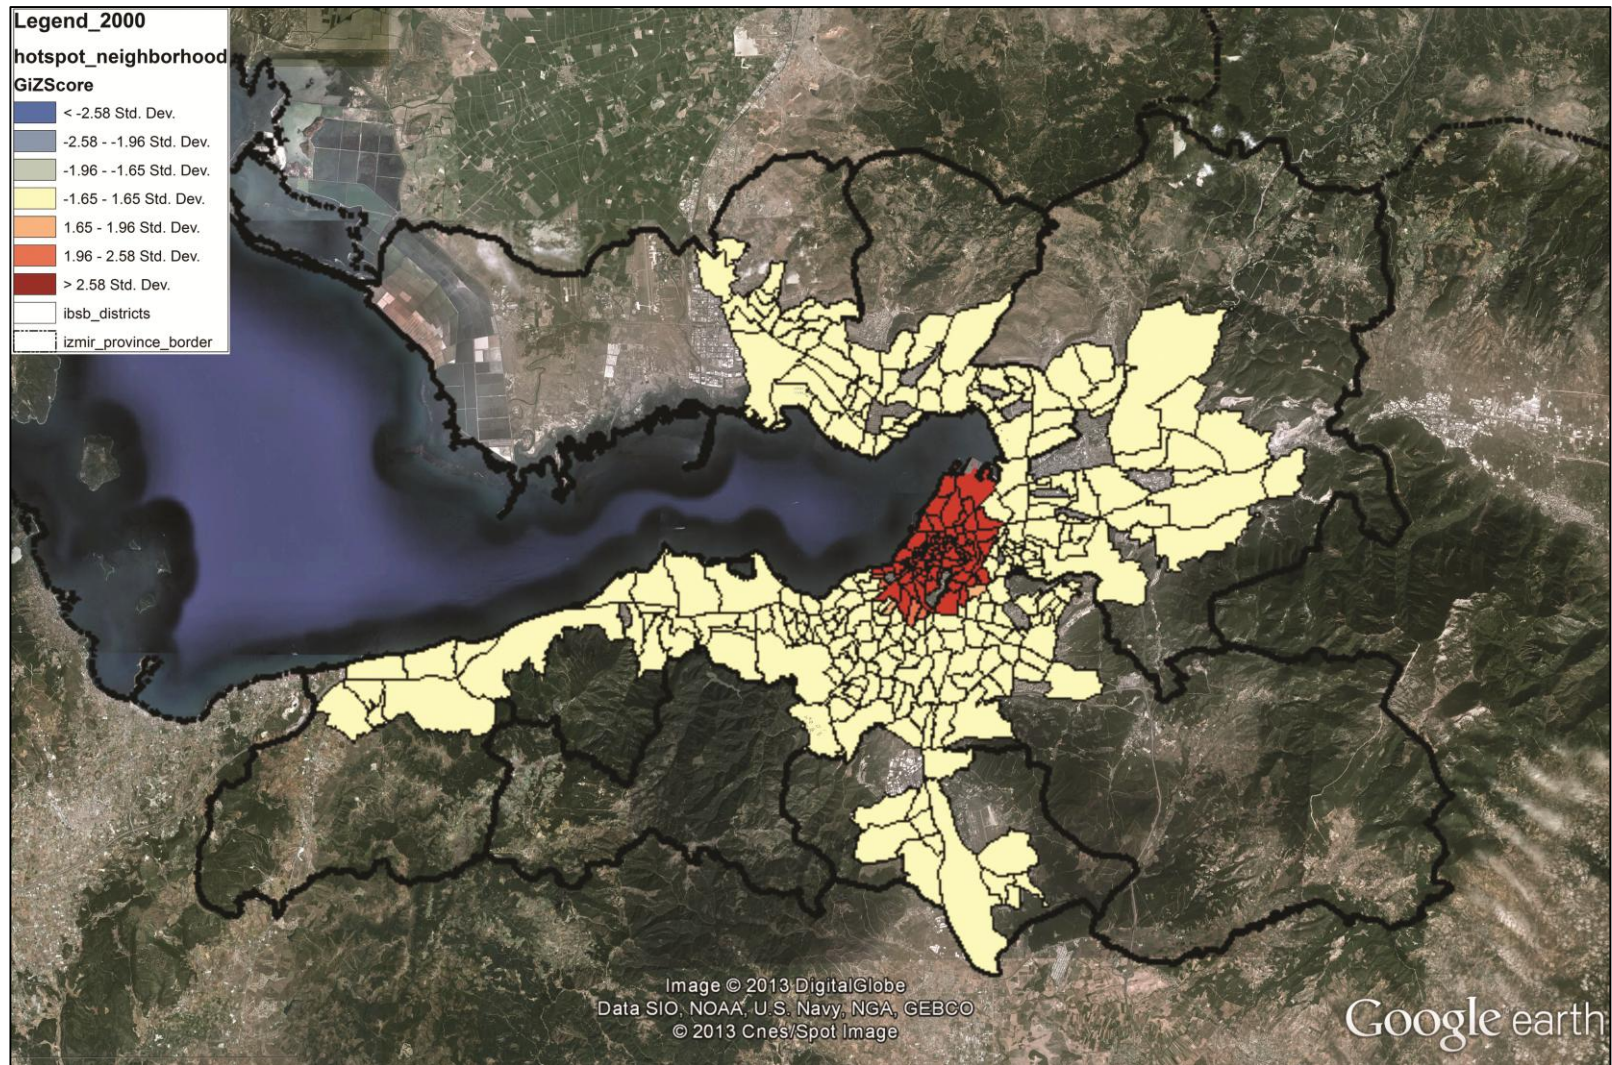 Legend_2000
hotspot_neighborhood
GiZScore
< -2.58 Std. Dev.
-2.58 - -1.96 Std. Dev.
-1.96 - -1.65 Std. Dev.
-1.65 - 1.65 Std. Dev.
1.65 - 1.96 Std. Dev.
1.96 - 2.58 Std. Dev.
> 2.58 Std. Dev.
ibsb_districts
izmir_province_border
Image © 2013 DigitalGlobe
Data SIO, NOAA, U.S. Navy, NGA, GEBCO
© 2013 Cnes/Spot Image
Google earth